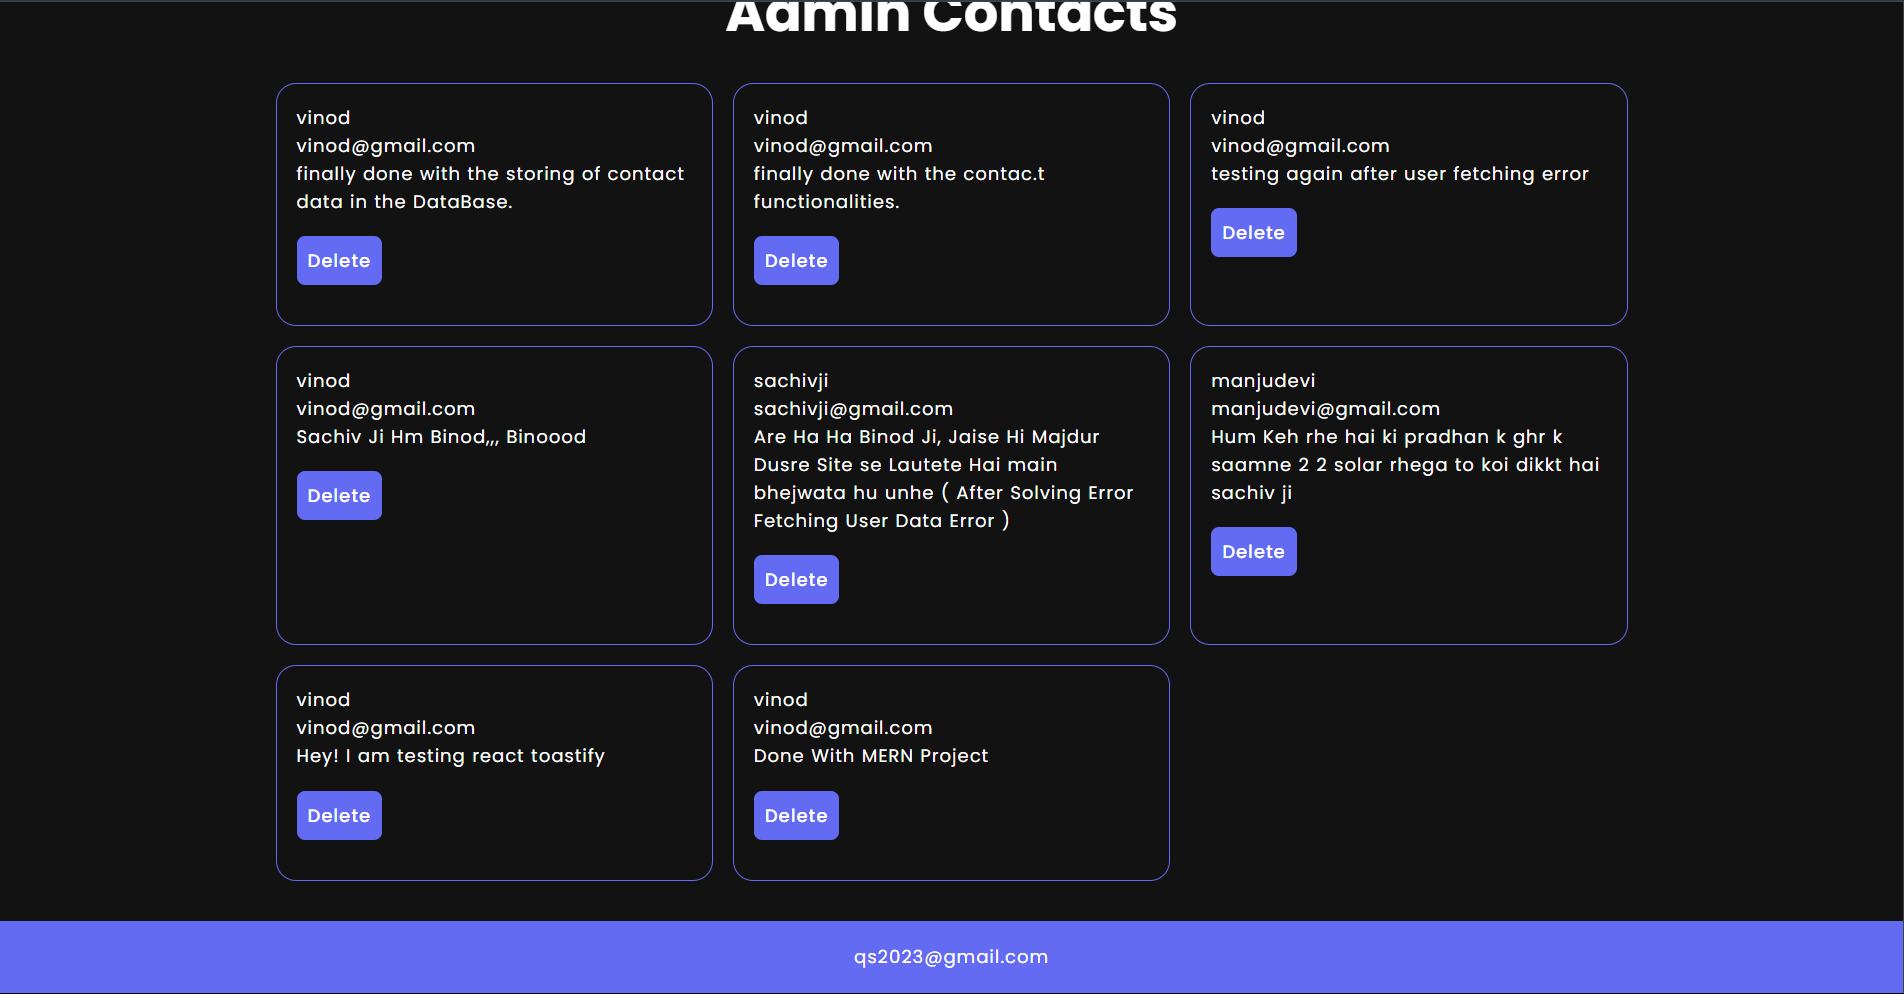 Admin Contacts
vinod
vinod@gmail.com
finally done with the storing of contact
data in the DataBase.
Delete
vinod
vinod@gmail.com
finally done with the contac.t
functionalities.
Delete
vinod
vinod@gmail.com
testing again after user fetching error
Delete
vinod
vinod@gmail.com
Sachiv Ji Hm Binod,,, Binoood
Delete
sachivji
sachivji@gmail.com
Are Ha Ha Binod Ji, Jaise Hi Majdur
Dusre Site se Lautete Hai main
bhejwata hu unhe ( After Solving Error
Fetching User Data Error )
Delete
manjudevi
manjudevi@gmail.com
Hum Keh rhe hai ki pradhan k ghr k
saamne 2 2 solar rhega to koi dikkt hai
sachiv ji
Delete
vinod
vinod@gmail.com
Hey! I am testing react toastify
Delete
vinod
vinod@gmail.com
Done With MERN Project
Delete
qs2023@gmail.com